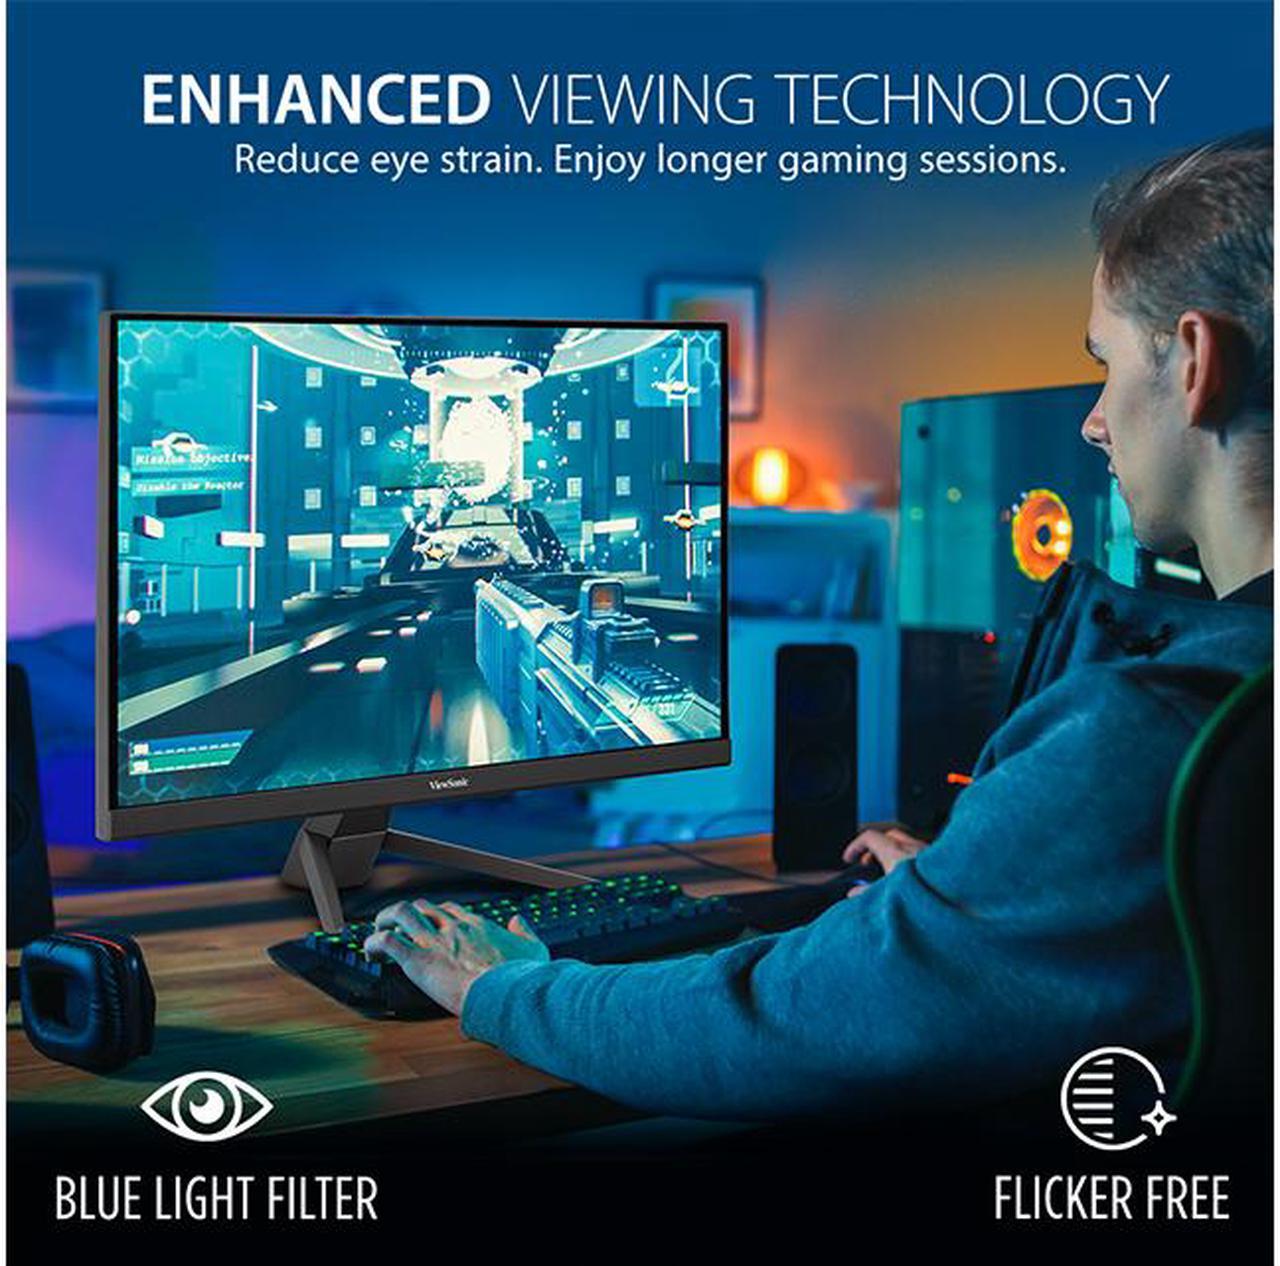 ENHANCED VIEWING TECHNOLOGY
Reduce eye strain. Enjoy longer gaming sessions.
Mission Objective
Disable the Reactor
331
ViewSonic
BLUE LIGHT FILTER
FLICKER FREE